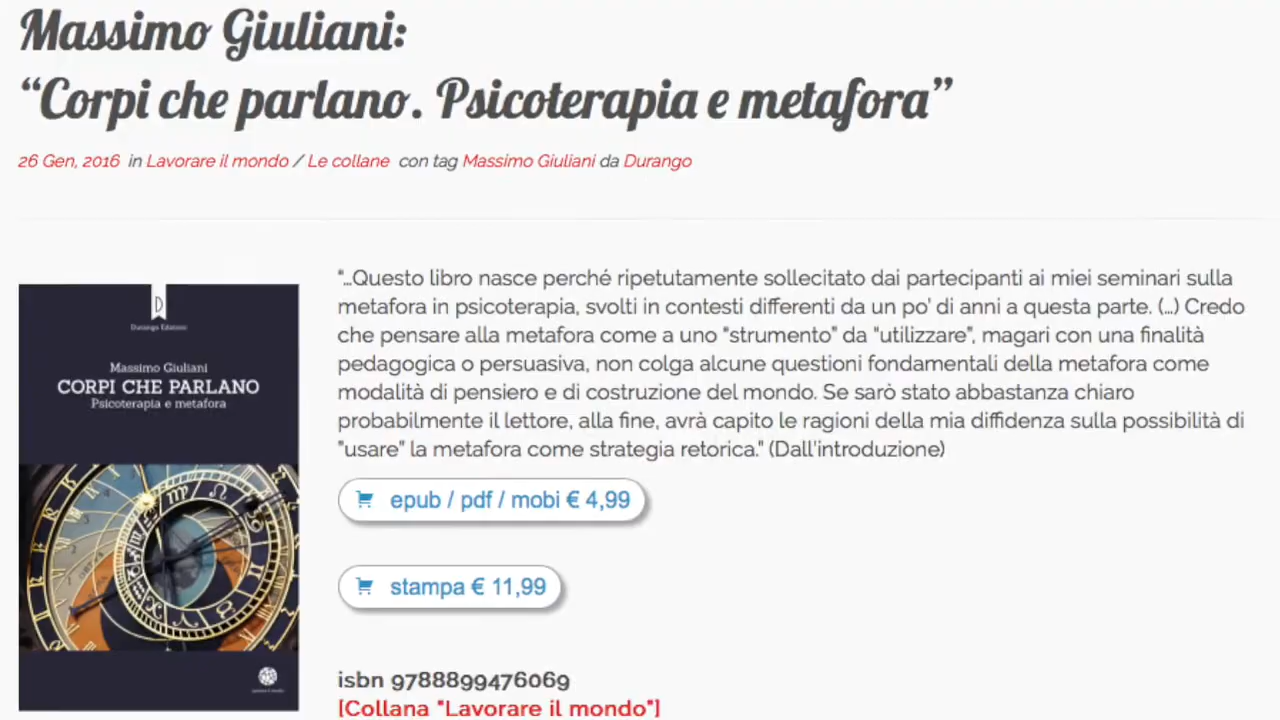 Massimo Giuliani:
“Corpi che parlano. Psicoterapia e metafora”
26 Gen, 2016 in Lavorare il mondo / Le collane con tag Massimo Giuliani da Durango
D
Durango Edizioni
Massimo Giuliani
CORPI CHE PARLANO
Psicoterapia e metafora
“…Questo libro nasce perché ripetutamente sollecitato dai partecipanti ai miei seminari sulla
metafora in psicoterapia, svolti in contesti differenti da un po’ di anni a questa parte. (…) Credo
che pensare alla metafora come a uno “strumento” da “utilizzare”, magari con una finalità
pedagogica o persuasiva, non colga alcune questioni fondamentali della metafora come
modalità di pensiero e di costruzione del mondo. Se sarò stato abbastanza chiaro
probabilmente il lettore, alla fine, avrà capito le ragioni della mia diffidenza sulla possibilità di
"usare" la metafora come strategia retorica." (Dall'introduzione)
epub / pdf / mobi € 4,99
stampa € 11,99
isbn 9788899476069
[Collana "Lavorare il mondo"]